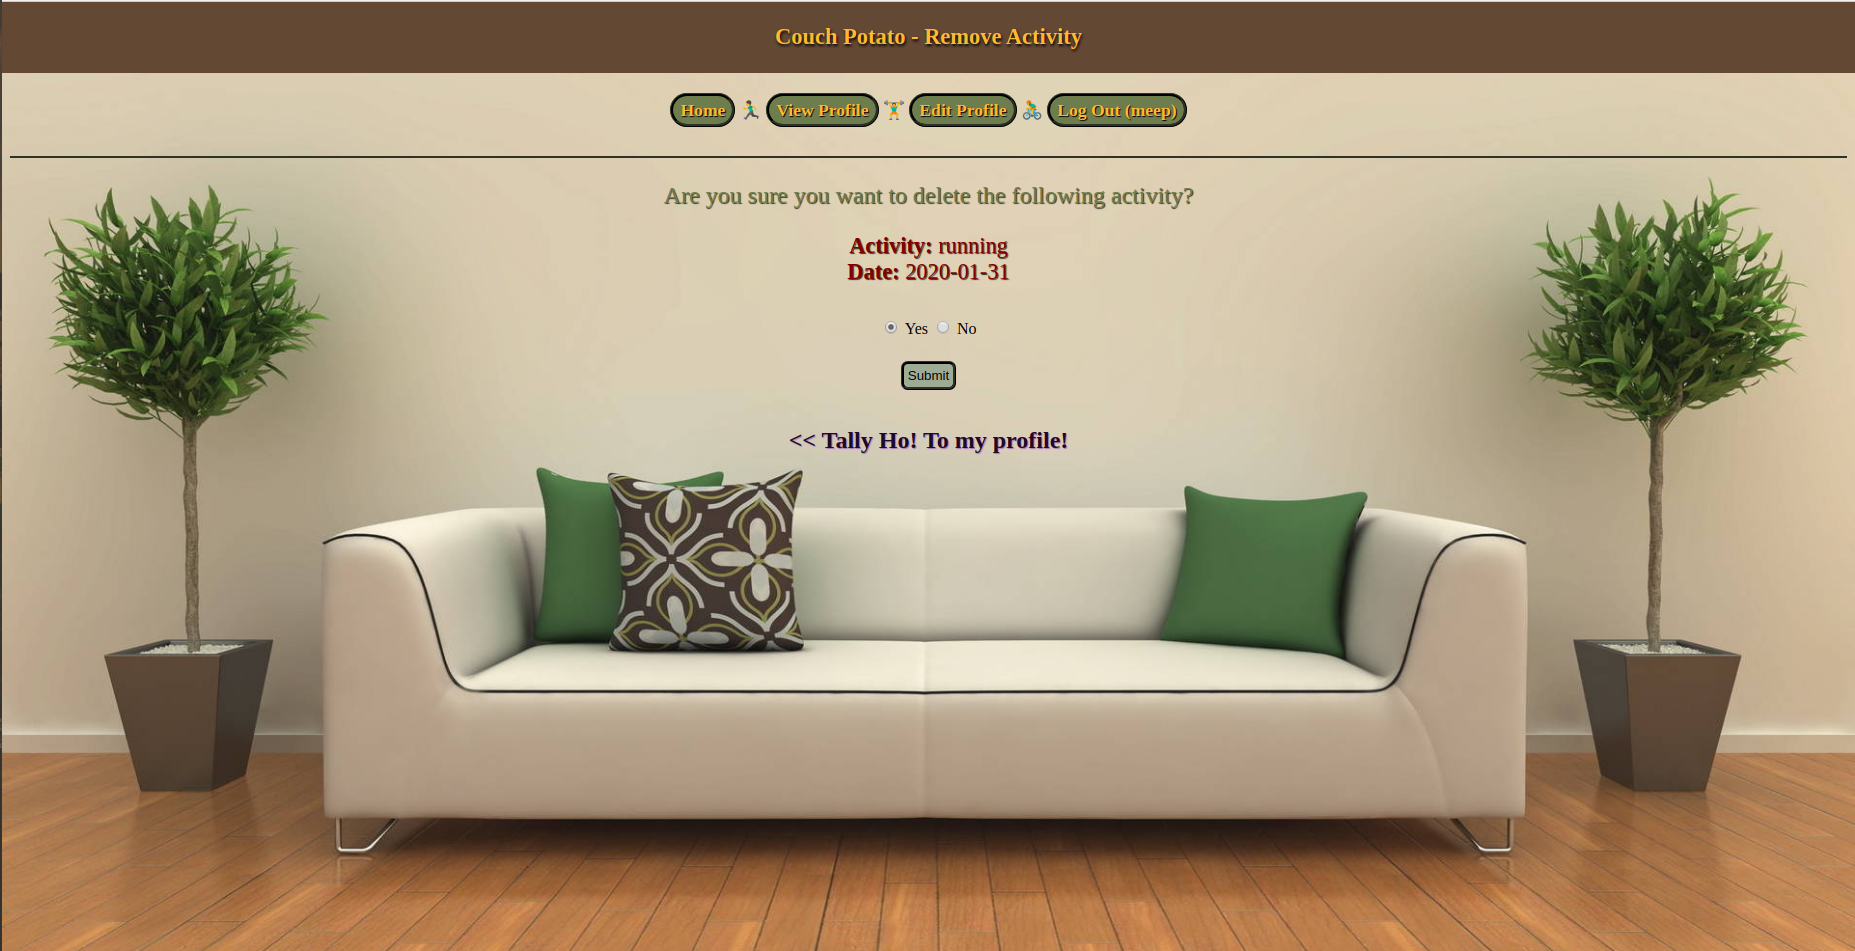 Couch Potato - Remove Activity
Home View Profile Edit Profile Log Out (meep)
Are you sure you want to delete the following activity?
Activity: running
Date: 2020-01-31
Yes No
Submit
<< Tally Ho! To my profile!